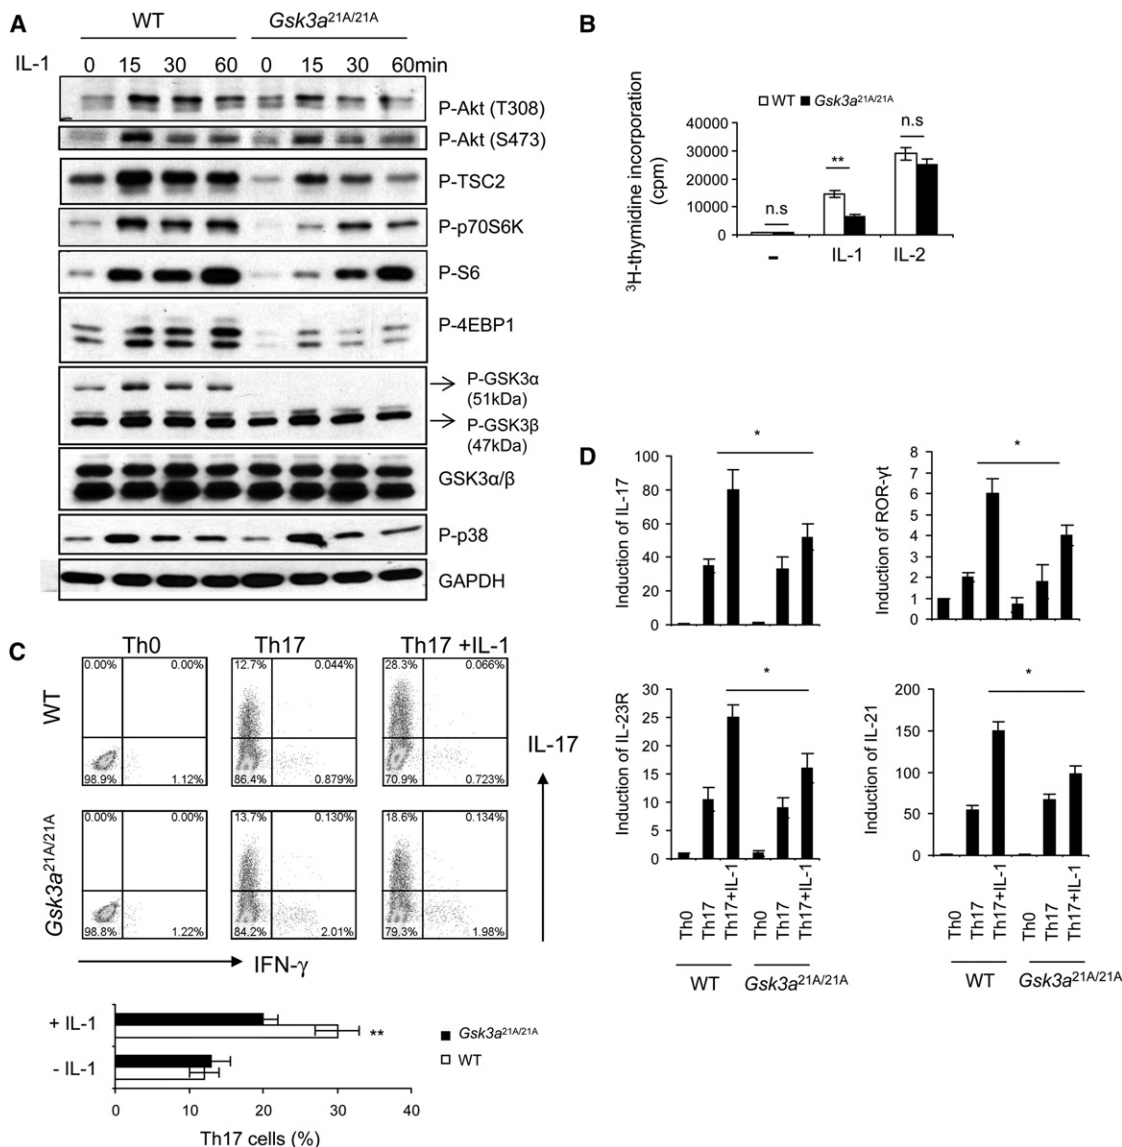 A
WT Gsk3a21A/21A
IL-1 0 15 30 60 0 15 30 60min
P-Akt (T308)
P-Akt (S473)
P-TSC2
P-p70S6K
P-S6
P-4EBP1
P-GSK3α
(51kDa)
P-GSK3β
(47kDa)
GSK3α/β
P-p38
GAPDH
B
WT Gsk3a21A/21A
3H-thymidine incorporation
(cpm)
40000
30000
20000
10000
0
n.s
**
n.s
- IL-1 IL-2
C
Th0 Th17 Th17 +IL-1
WT
0.00% 0.00% 12.7% 0.044% 28.3% 0.066%
98.9% 1.12% 86.4% 0.879% 70.9% 0.723%
Gsk3a21A/21A
0.00% 0.00% 13.7% 0.130% 18.6% 0.134%
98.8% 1.22% 84.2% 2.01% 79.3% 1.98%
IL-17
IFN-γ
+ IL-1
- IL-1
**
Gsk3a21A/21A
WT
0 10 20 30 40
Th17 cells (%)
D
Induction of IL-17
100
80
60
40
20
0
*
Induction of ROR-γt
8
7
6
5
4
3
2
1
0
*
Induction of IL-23R
30
25
20
15
10
5
0
*
Th0 Th17 Th17+IL-1 Th0 Th17 Th17+IL-1
WT Gsk3a21A/21A
Induction of IL-21
200
150
100
50
0
*
Th0 Th17 Th17+IL-1 Th0 Th17 Th17+IL-1
WT Gsk3a21A/21A